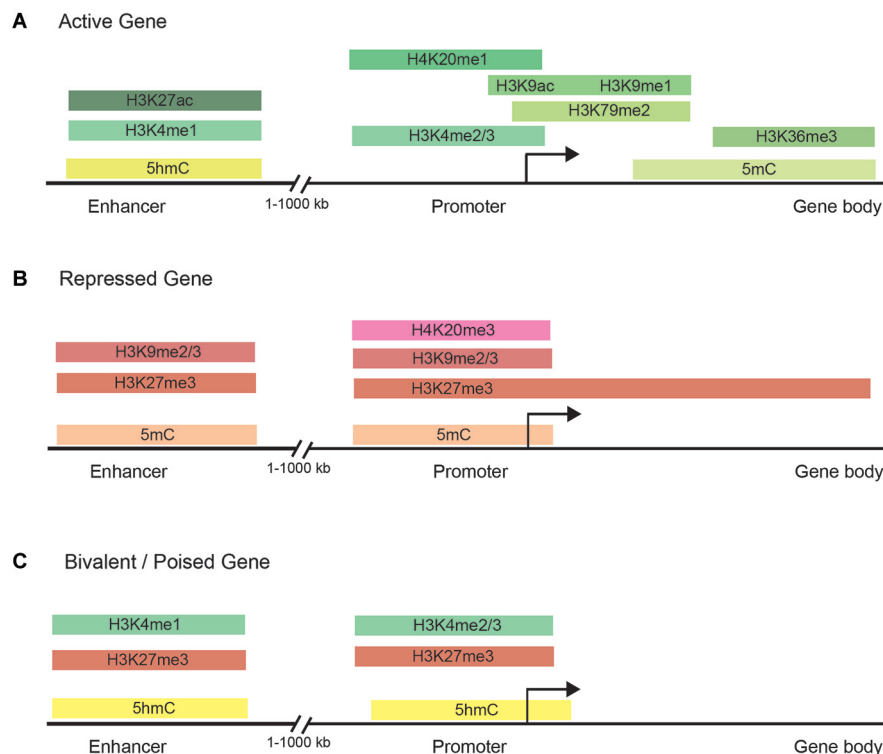 A Active Gene
H4K20me1
H3K9ac H3K9me1
H3K27ac
H3K79me2
H3K4me1
H3K4me2/3
H3K36me3
5hmC
5mC
Enhancer
1-1000 kb
Promoter
Gene body
B Repressed Gene
H4K20me3
H3K9me2/3
H3K9me2/3
H3K27me3
H3K27me3
5mC
5mC
Enhancer
1-1000 kb
Promoter
Gene body
C Bivalent / Poised Gene
H3K4me1
H3K4me2/3
H3K27me3
H3K27me3
5hmC
5hmC
Enhancer
1-1000 kb
Promoter
Gene body